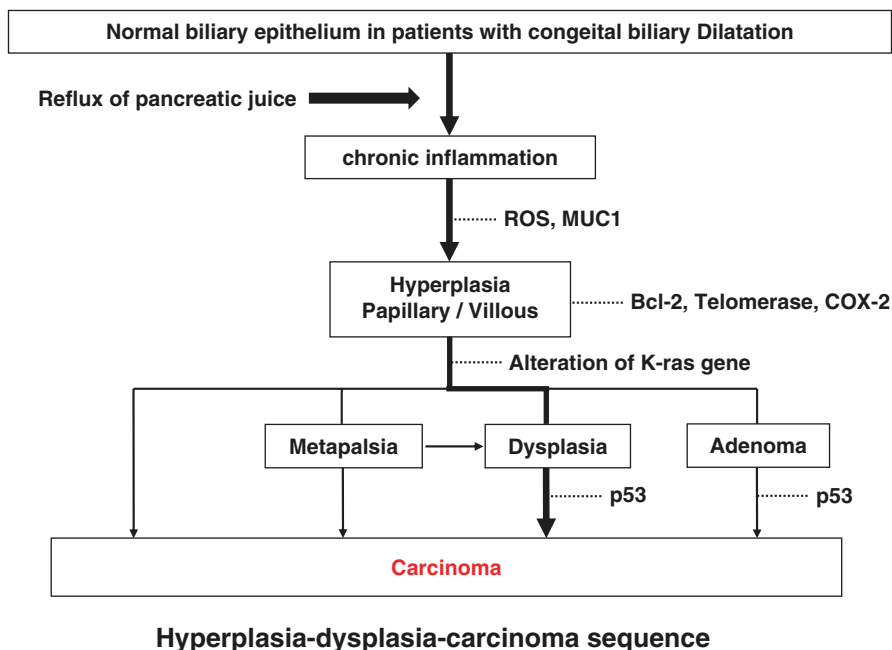 Normal biliary epithelium in patients with congeital biliary Dilatation
Reflux of pancreatic juice
chronic inflammation
ROS, MUC1
Hyperplasia
Papillary / Villous
Bcl-2, Telomerase, COX-2
Alteration of K-ras gene
Metapalsia
Dysplasia
Adenoma
p53
p53
Carcinoma
Hyperplasia-dysplasia-carcinoma sequence